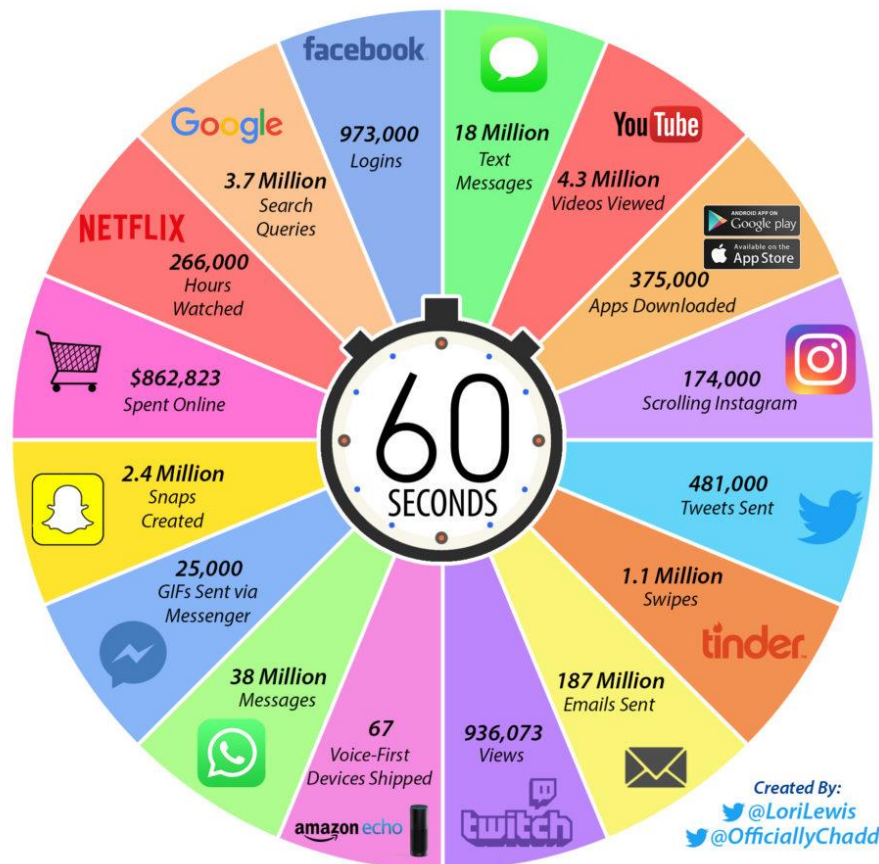 facebook
973,000
Logins
18 Million
Text
Messages
YouTube
4.3 Million
Videos Viewed
ANDROID APP ON
Google play
Available on the
App Store
375,000
Apps Downloaded
174,000
Scrolling Instagram
481,000
Tweets Sent
1.1 Million
Swipes
tinder
187 Million
Emails Sent
936,073
Views
twitch
67
Voice-First
Devices Shipped
amazon echo
38 Million
Messages
25,000
GIFs Sent via
Messenger
2.4 Million
Snaps
Created
$862,823
Spent Online
NETFLIX
266,000
Hours
Watched
Google
3.7 Million
Search
Queries
60
SECONDS
Created By:
@LoriLewis
@OfficiallyChadd